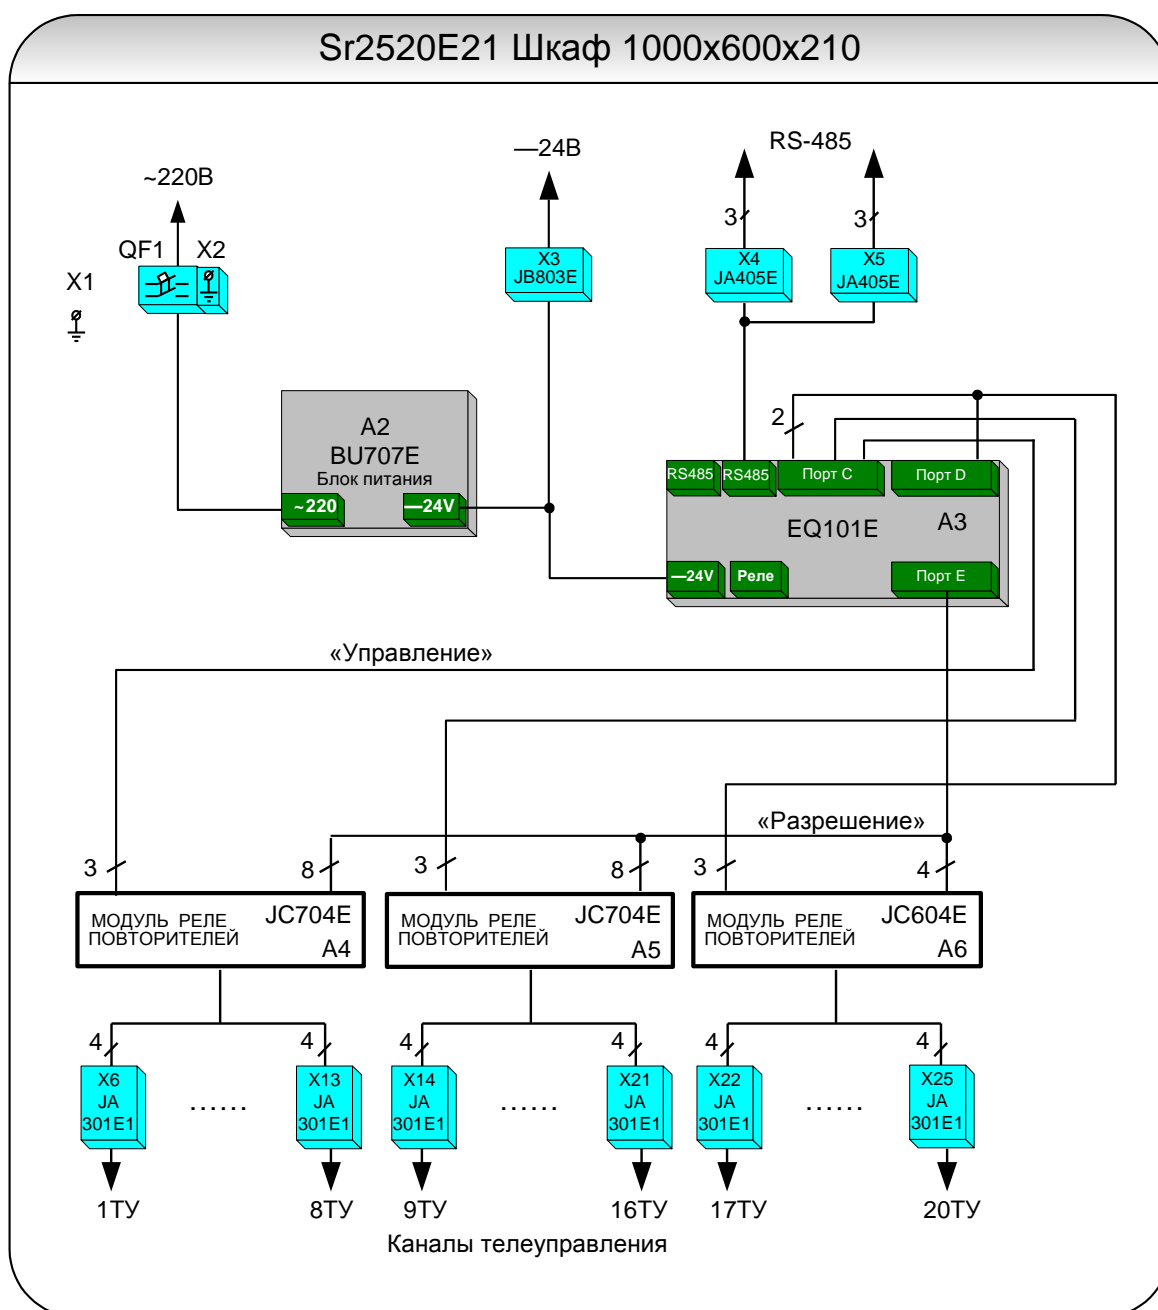 Sr2520E21 Шкаф 1000x600x210
~220В
—24В
RS-485
3
3
QF1
X2
X1
X3
JB803E
X4
JA405E
X5
JA405E
A2
BU707E
Блок питания
~220
—24V
2
RS485
RS485
Порт C
Порт D
EQ101E
A3
—24V
Реле
Порт E
«Управление»
«Разрешение»
3
8
3
8
3
4
МОДУЛЬ РЕЛЕ
ПОВТОРИТЕЛЕЙ
JC704E
A4
МОДУЛЬ РЕЛЕ
ПОВТОРИТЕЛЕЙ
JC704E
A5
МОДУЛЬ РЕЛЕ
ПОВТОРИТЕЛЕЙ
JC604E
A6
4
4
4
4
4
4
X6
JA
301E1
......
X13
JA
301E1
X14
JA
301E1
......
X21
JA
301E1
X22
JA
301E1
......
X25
JA
301E1
1ТУ
8ТУ
9ТУ
16ТУ
17ТУ
20ТУ
Каналы телеуправления